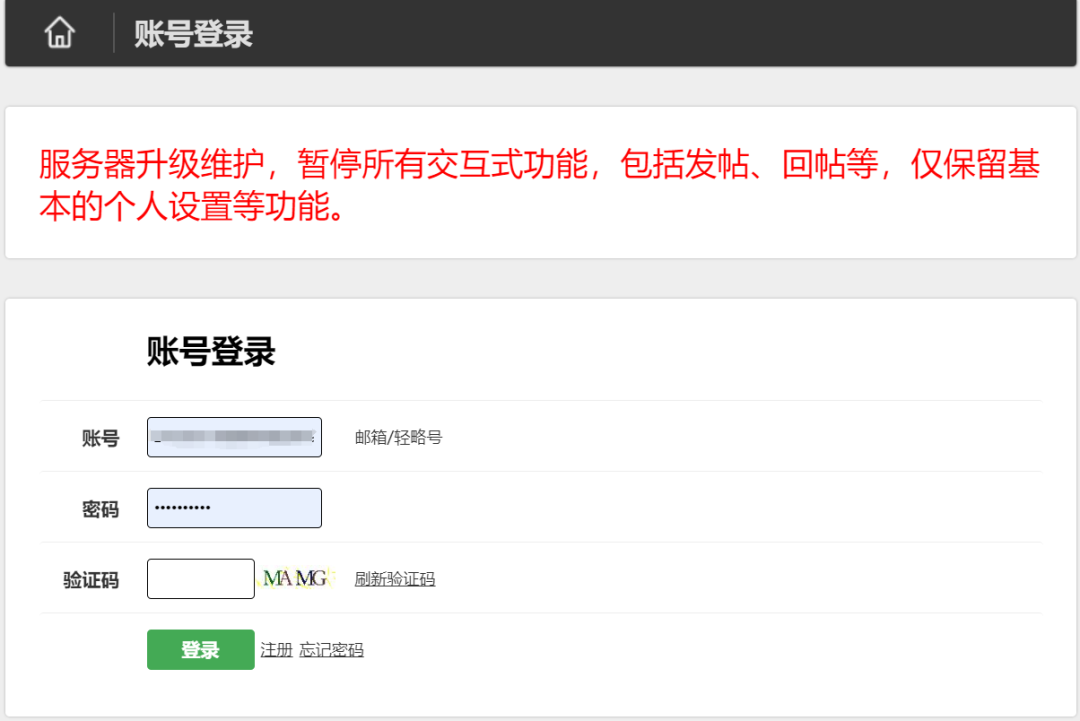 账号登录
服务器升级维护，暂停所有交互式功能，包括发帖、回帖等，仅保留基
本的个人设置等功能。
账号登录
账号 邮箱/轻略号
密码 ••••••••••
验证码 MAMG 刷新验证码
登录 注册 忘记密码